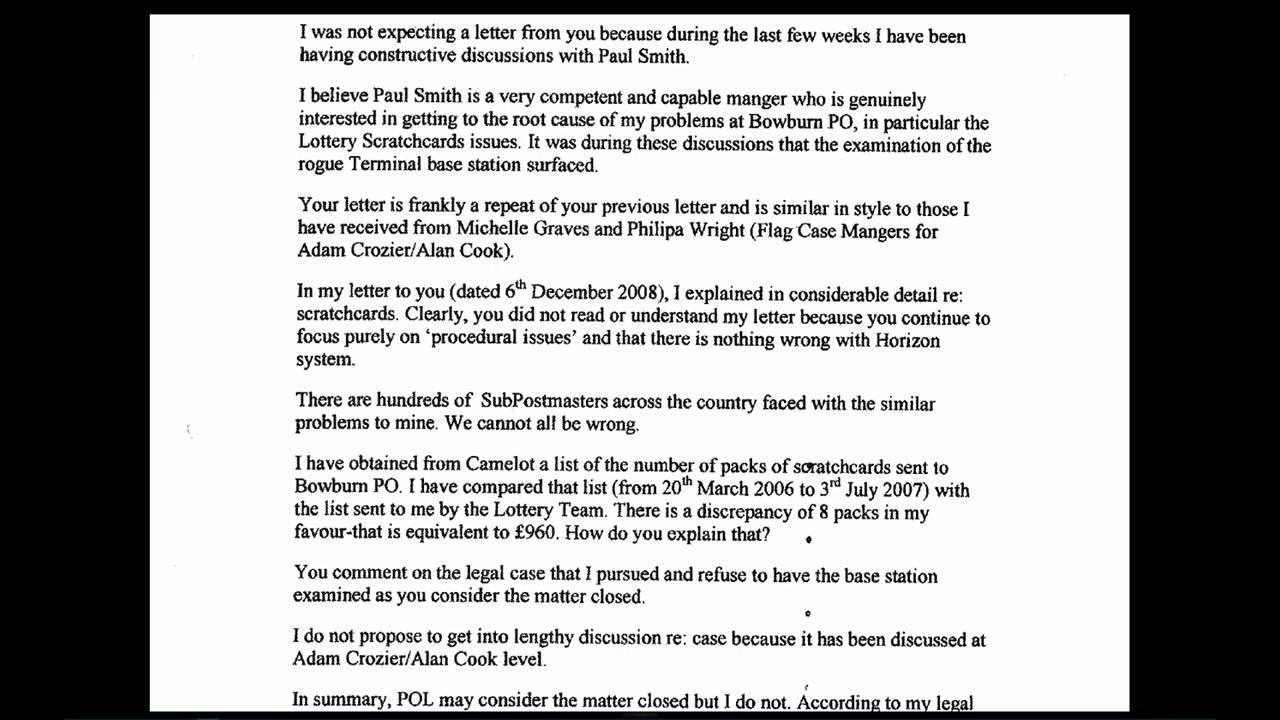 I was not expecting a letter from you because during the last few weeks I have been
having constructive discussions with Paul Smith.
I believe Paul Smith is a very competent and capable manger who is genuinely
interested in getting to the root cause of my problems at Bowburn PO, in particular the
Lottery Scratchcards issues. It was during these discussions that the examination of the
rogue Terminal base station surfaced.
Your letter is frankly a repeat of your previous letter and is similar in style to those I
have received from Michelle Graves and Philipa Wright (Flag Case Mangers for
Adam Crozier/Alan Cook).
In my letter to you (dated 6th December 2008), I explained in considerable detail re:
scratchcards. Clearly, you did not read or understand my letter because you continue to
focus purely on ‘procedural issues’ and that there is nothing wrong with Horizon
system.
There are hundreds of SubPostmasters across the country faced with the similar
problems to mine. We cannot all be wrong.
I have obtained from Camelot a list of the number of packs of scratchcards sent to
Bowburn PO. I have compared that list (from 20th March 2006 to 3rd July 2007) with
the list sent to me by the Lottery Team. There is a discrepancy of 8 packs in my
favour-that is equivalent to £960. How do you explain that?
You comment on the legal case that I pursued and refuse to have the base station
examined as you consider the matter closed.
I do not propose to get into lengthy discussion re: case because it has been discussed at
Adam Crozier/Alan Cook level.
In summary, POL may consider the matter closed but I do not. According to my legal